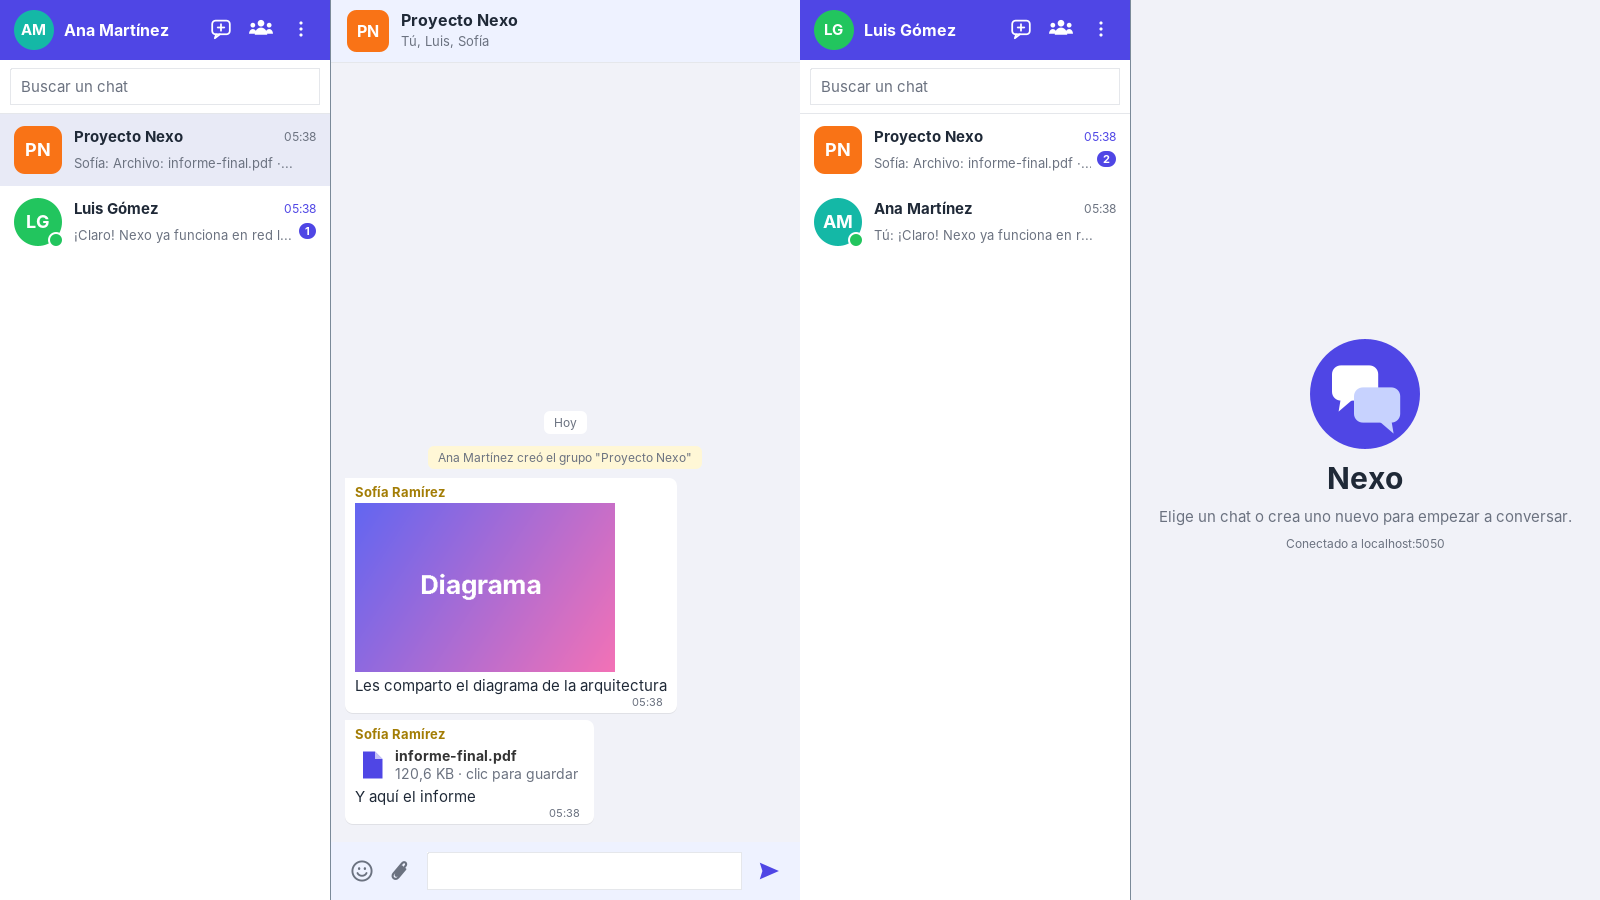 AM Ana Martínez
Buscar un chat
PN Proyecto Nexo 05:38
Sofía: Archivo: informe-final.pdf ·...
LG Luis Gómez 05:38
¡Claro! Nexo ya funciona en red l... 1
PN Proyecto Nexo
Tú, Luis, Sofía
Hoy
Ana Martínez creó el grupo "Proyecto Nexo"
Sofía Ramírez
Diagrama
Les comparto el diagrama de la arquitectura
05:38
Sofía Ramírez
informe-final.pdf
120,6 KB · clic para guardar
Y aquí el informe
05:38
LG Luis Gómez
Buscar un chat
PN Proyecto Nexo 05:38
Sofía: Archivo: informe-final.pdf ·... 2
AM Ana Martínez 05:38
Tú: ¡Claro! Nexo ya funciona en r...
Nexo
Elige un chat o crea uno nuevo para empezar a conversar.
Conectado a localhost:5050